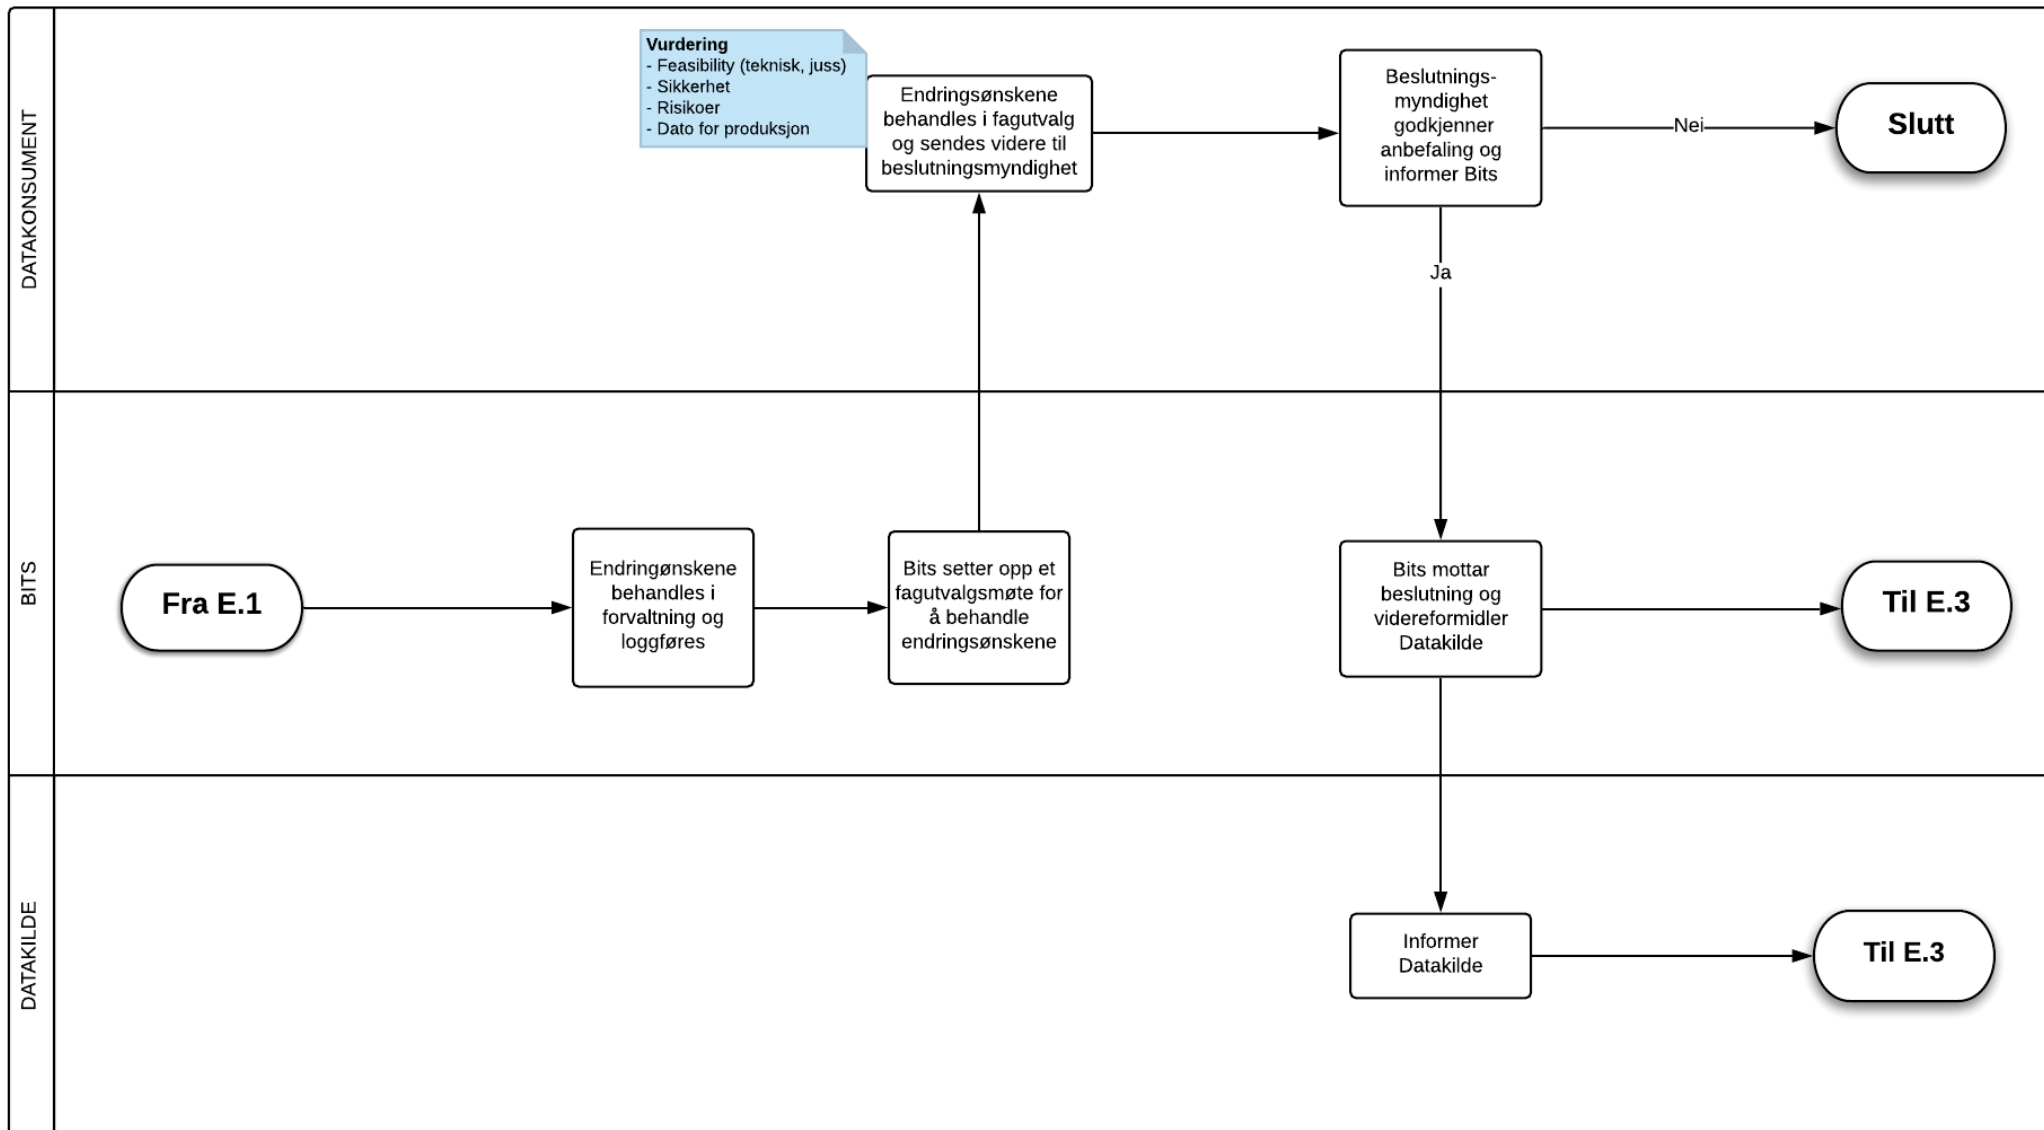 DATAKONSUMENT
Vurdering
- Feasibility (teknisk, juss)
- Sikkerhet
- Risikoer
- Dato for produksjon
Endringsønskene
behandles i fagutvalg
og sendes videre til
beslutningsmyndighet
Beslutnings-
myndighet
godkjenner
anbefaling og
informer Bits
Nei
Slutt
Ja
BITS
Fra E.1
Endringønskene
behandles i
forvaltning og
loggføres
Bits setter opp et
fagutvalgsmøte for
å behandle
endringsønskene
Bits mottar
beslutning og
videreformidler
Datakilde
Til E.3
DATAKILDE
Informer
Datakilde
Til E.3